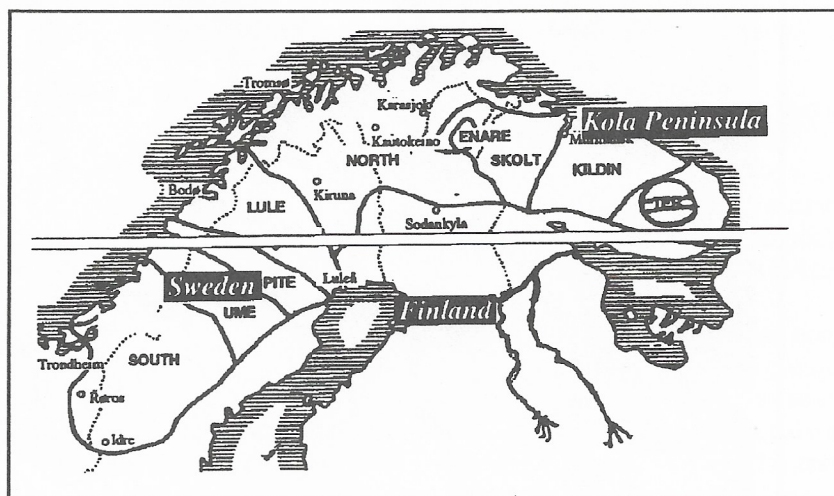 Tromsø
Karasjok
Kola Peninsula
ENARE
Kautokeino
NORTH
SKOLT
KILDIN
Kiruna
Bodø
LULE
TER
Sodankyla
Sweden
PITE
Luleå
UME
Finland
Trondheim
SOUTH
Røros
Idre